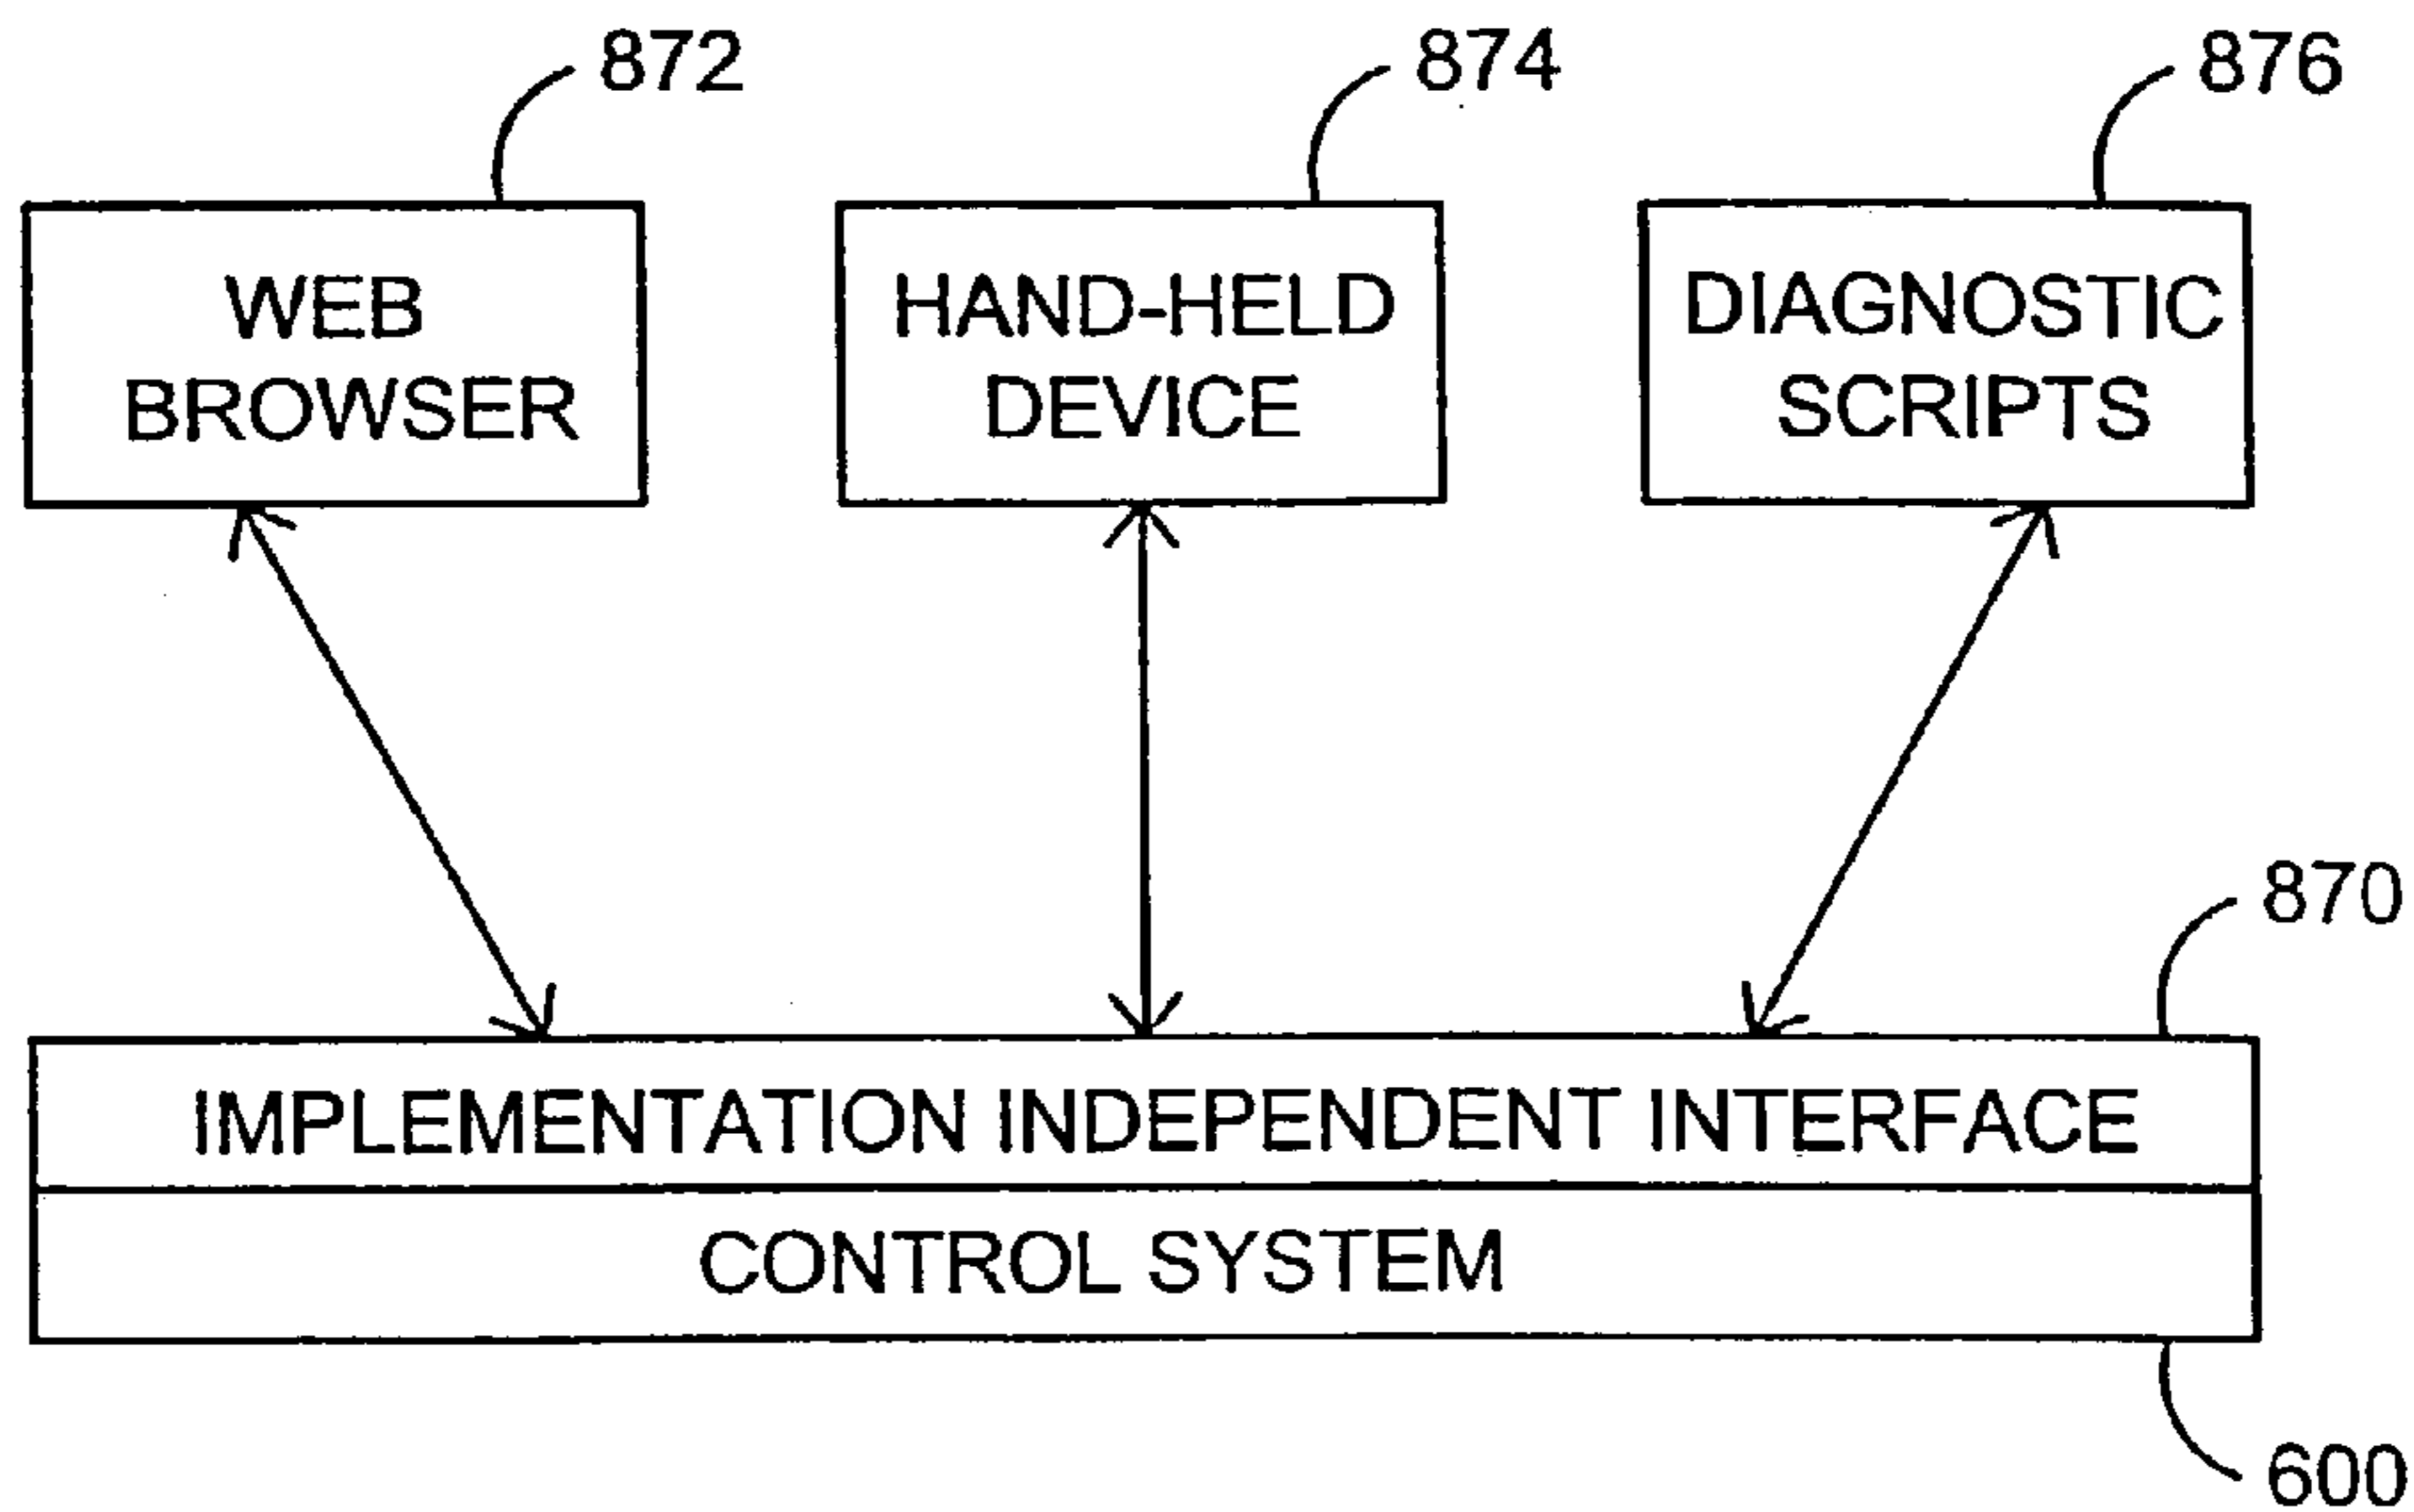 872
874
876
WEB
BROWSER
HAND-HELD
DEVICE
DIAGNOSTIC
SCRIPTS
870
IMPLEMENTATION INDEPENDENT INTERFACE
CONTROL SYSTEM
600